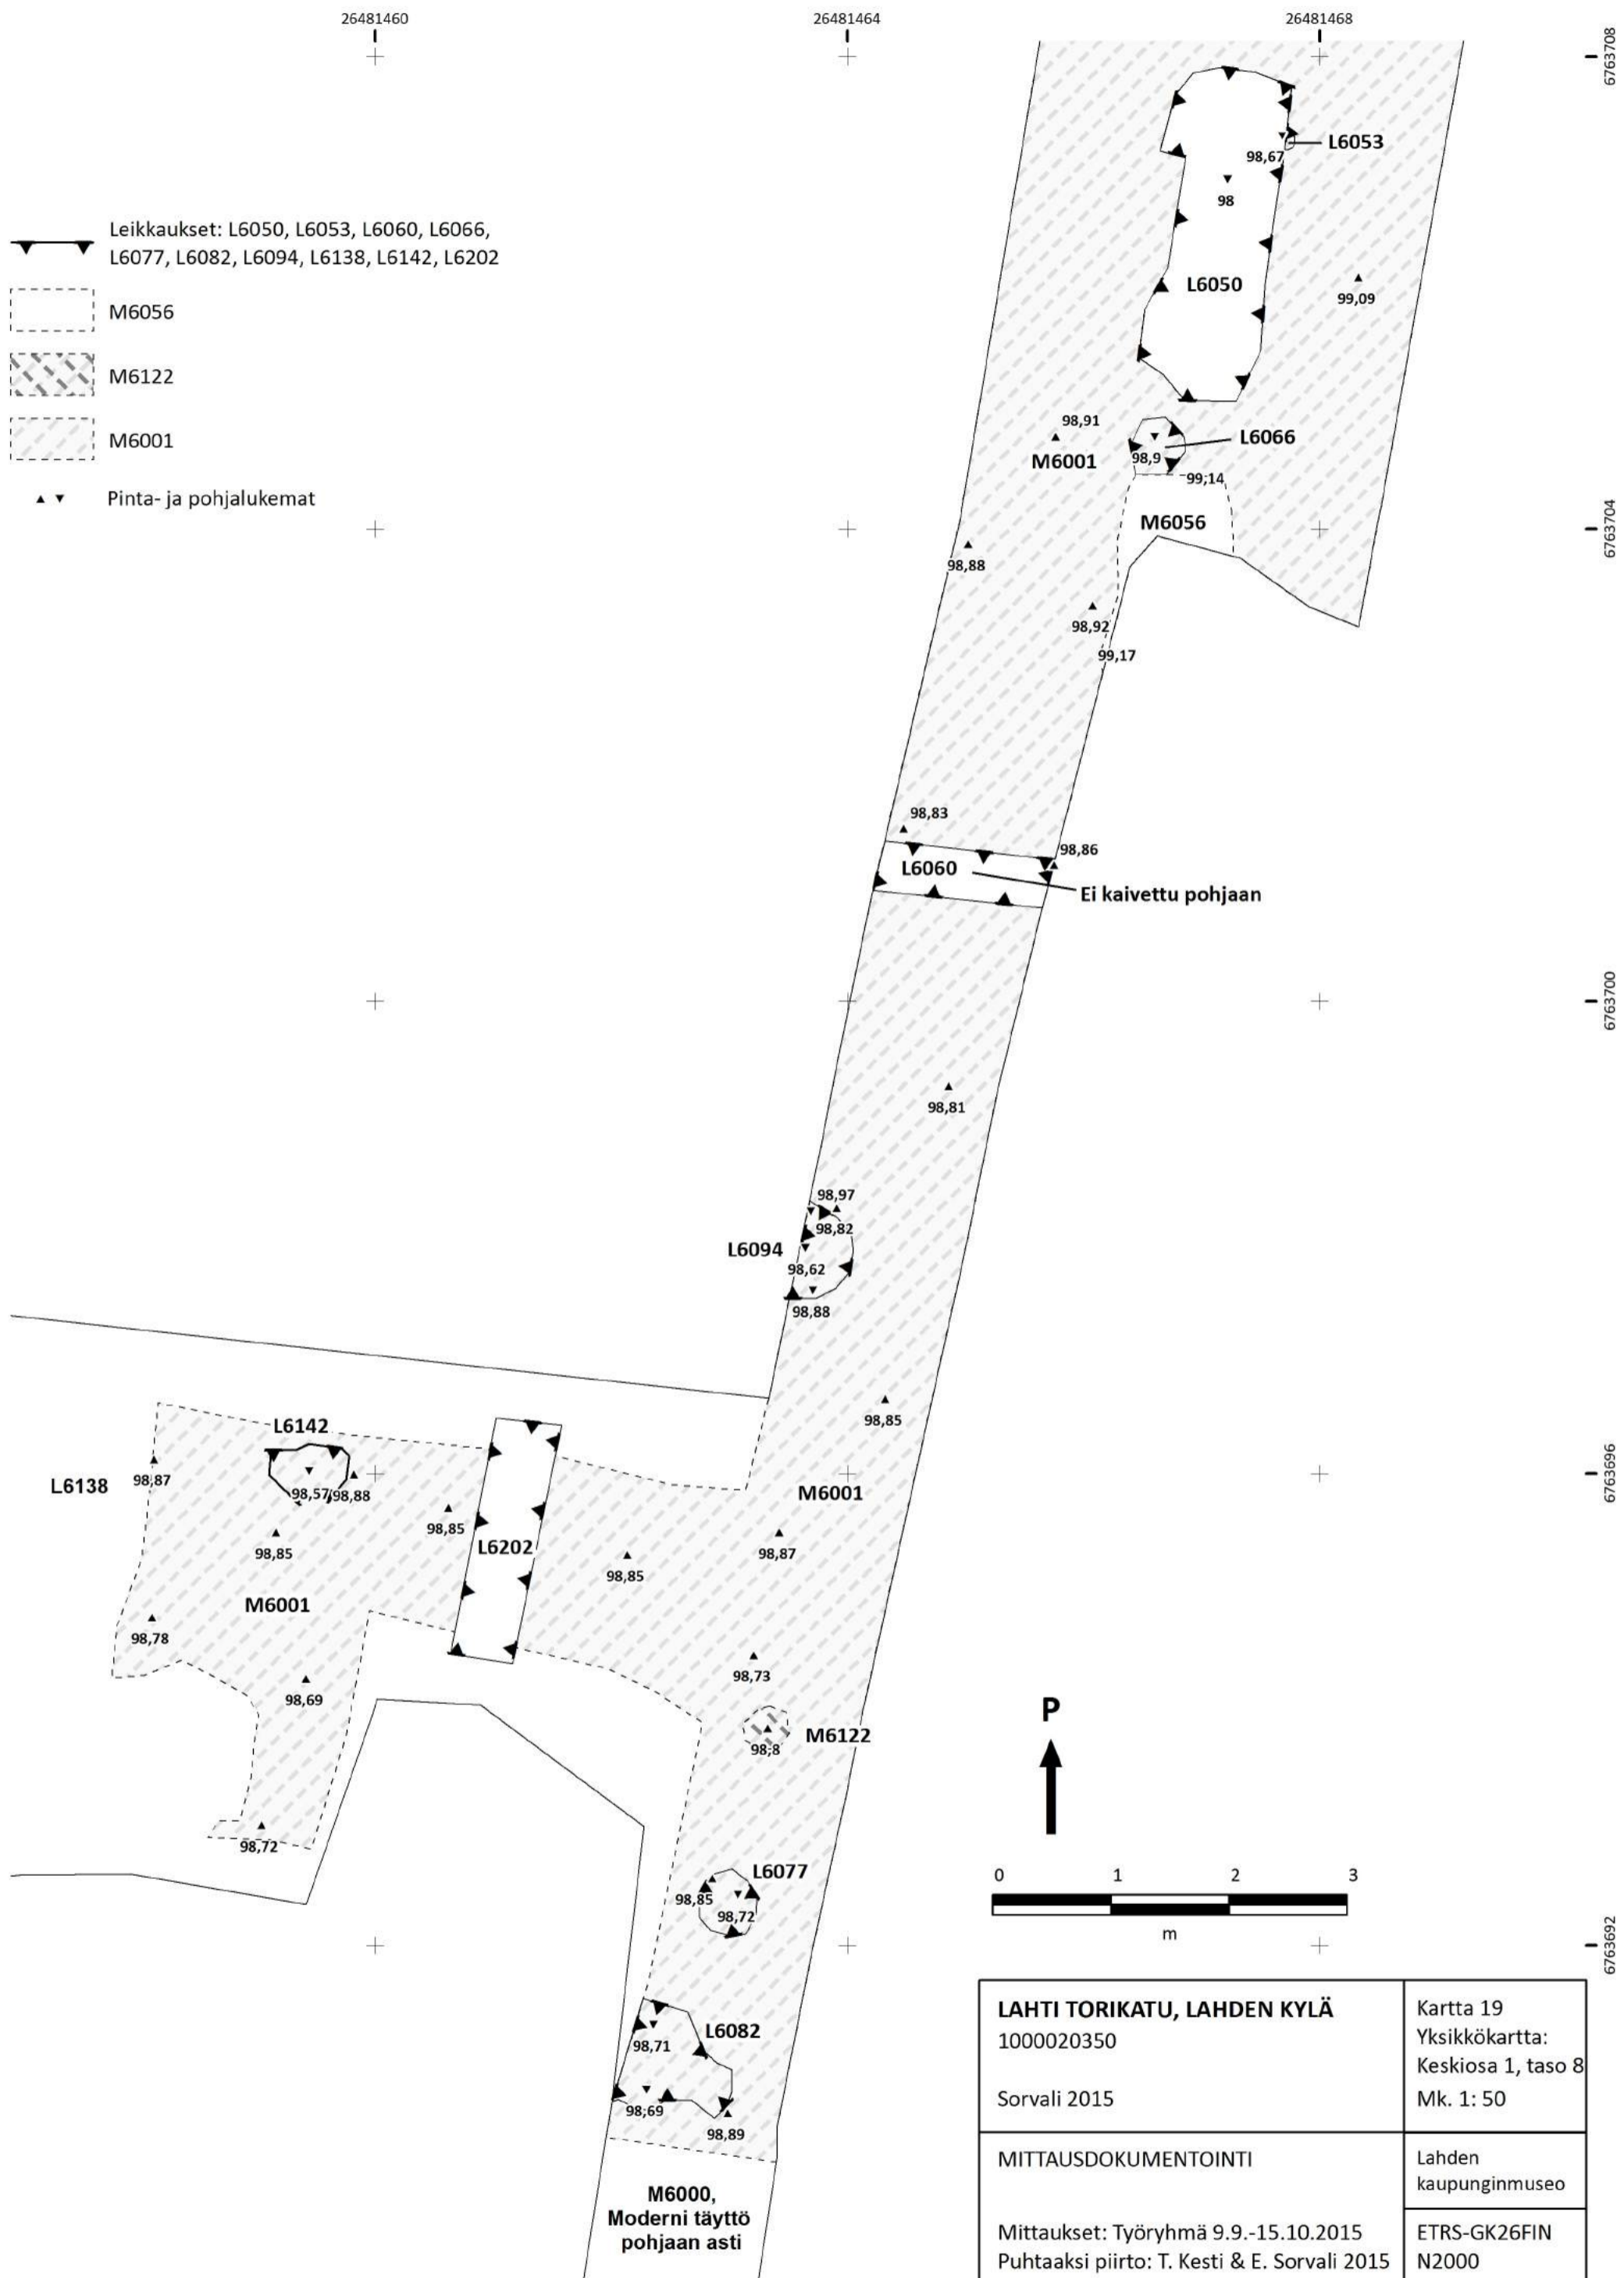 26481460
26481464
26481468
6763708
6763704
6763700
6763696
6763692
Leikkaukset: L6050, L6053, L6060, L6066,
L6077, L6082, L6094, L6138, L6142, L6202
M6056
M6122
M6001
Pinta- ja pohjalukemat
L6053
98,67
98
L6050
99,09
98,91
M6001
L6066
98,9
99,14
M6056
98,88
98,92
99,17
98,83
98,86
L6060
Ei kaivettu pohjaan
98,81
98,97
98,82
L6094
98,62
98,88
98,85
L6142
L6138
98,87
98,57
98,88
M6001
98,85
98,85
L6202
98,87
98,85
M6001
98,78
98,73
98,69
M6122
98,8
98,72
L6077
98,85
98,72
L6082
98,71
98,69
98,89
M6000,
Moderni täyttö
pohjaan asti
P
0 1 2 3
m
LAHTI TORIKATU, LAHDEN KYLÄ
1000020350
Sorvali 2015
Kartta 19
Yksikkökartta:
Keskiosa 1, taso 8
Mk. 1: 50
MITTAUSDOKUMENTOINTI
Lahden
kaupunginmuseo
Mittaukset: Työryhmä 9.9.-15.10.2015
Puhtaaksi piirto: T. Kesti & E. Sorvali 2015
ETRS-GK26FIN
N2000